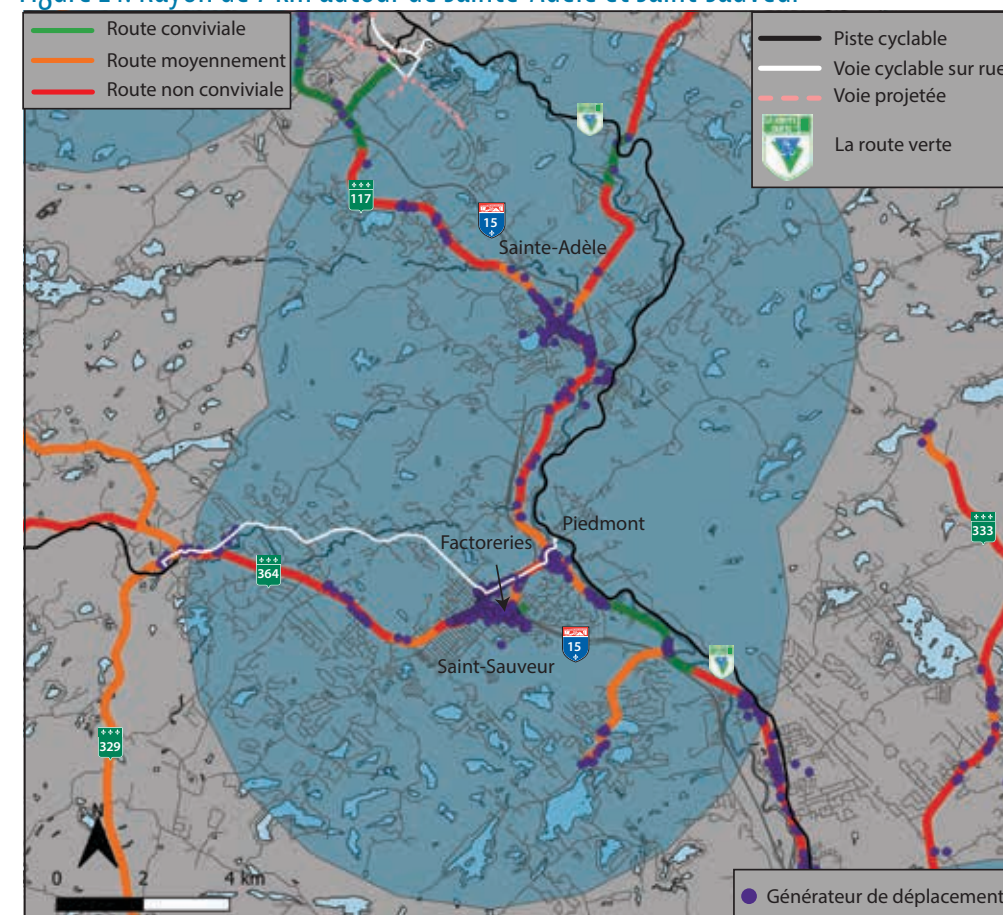 Route conviviale
Route moyennement
Route non conviviale
Piste cyclable
Voie cyclable sur rue
Voie projetée
La route verte
117
15
Sainte-Adèle
333
Piedmont
Factoreries
364
15
Saint-Sauveur
329
N
0 2 4 km
Générateur de déplacement